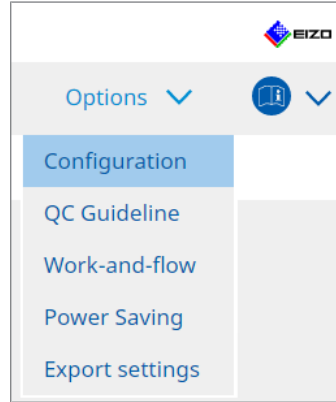 EIZO
Options
Configuration
QC Guideline
Work-and-flow
Power Saving
Export settings